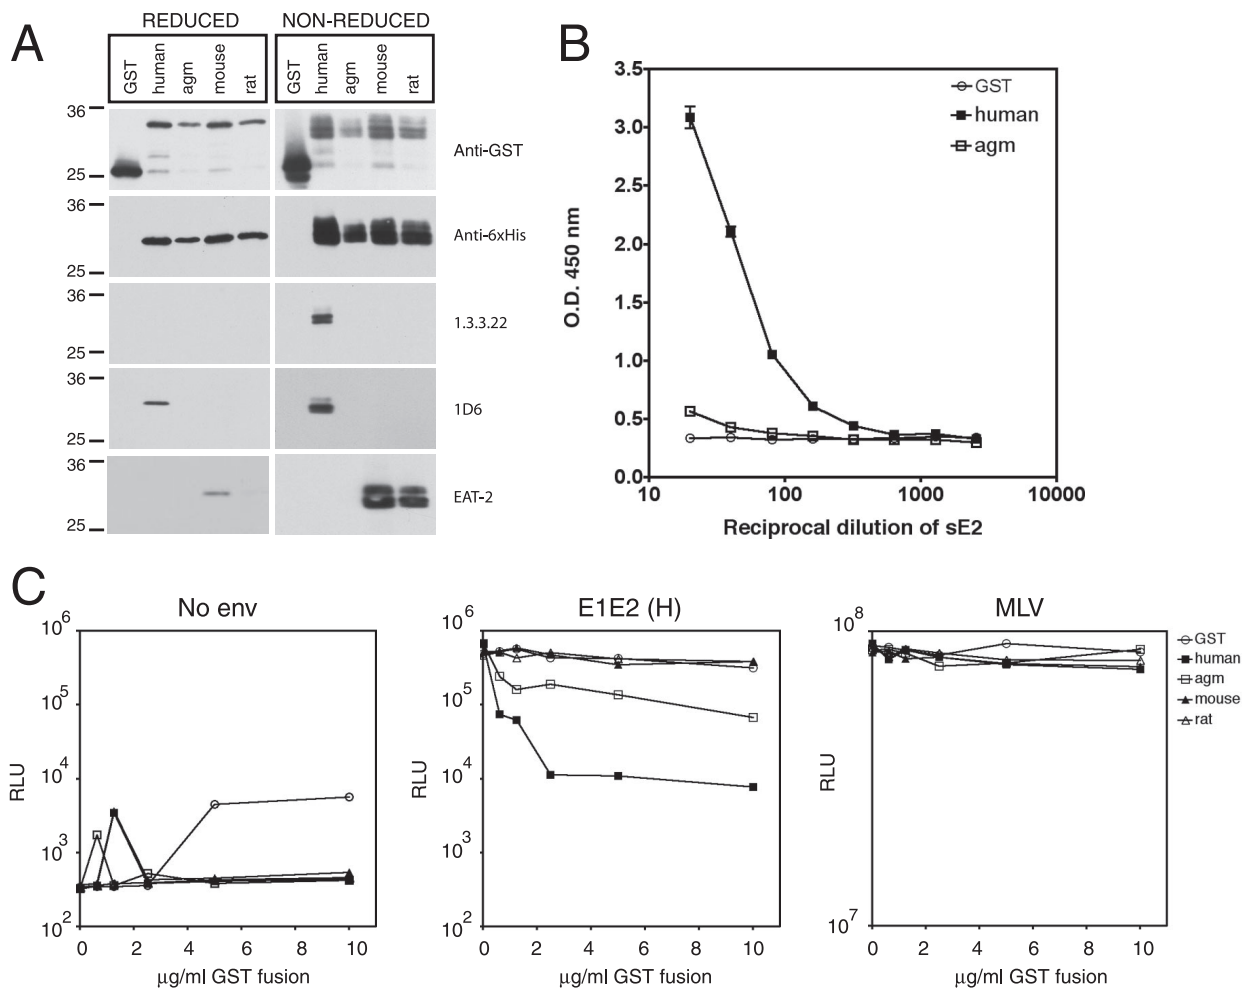 A
REDUCED
NON-REDUCED
GST
human
agm
mouse
rat
GST
human
agm
mouse
rat
36
25
Anti-GST
36
25
Anti-6xHis
36
25
1.3.3.22
36
25
1D6
36
25
EAT-2
B
3.5
3.0
2.5
2.0
1.5
1.0
0.5
0.0
O.D. 450 nm
GST
human
agm
10
100
1000
10000
Reciprocal dilution of sE2
C
No env
10^6
10^5
10^4
10^3
10^2
RLU
0 2 4 6 8 10
µg/ml GST fusion
E1E2 (H)
10^6
10^5
10^4
10^3
10^2
RLU
0 2 4 6 8 10
µg/ml GST fusion
MLV
10^8
10^7
RLU
0 2 4 6 8 10
µg/ml GST fusion
GST
human
agm
mouse
rat